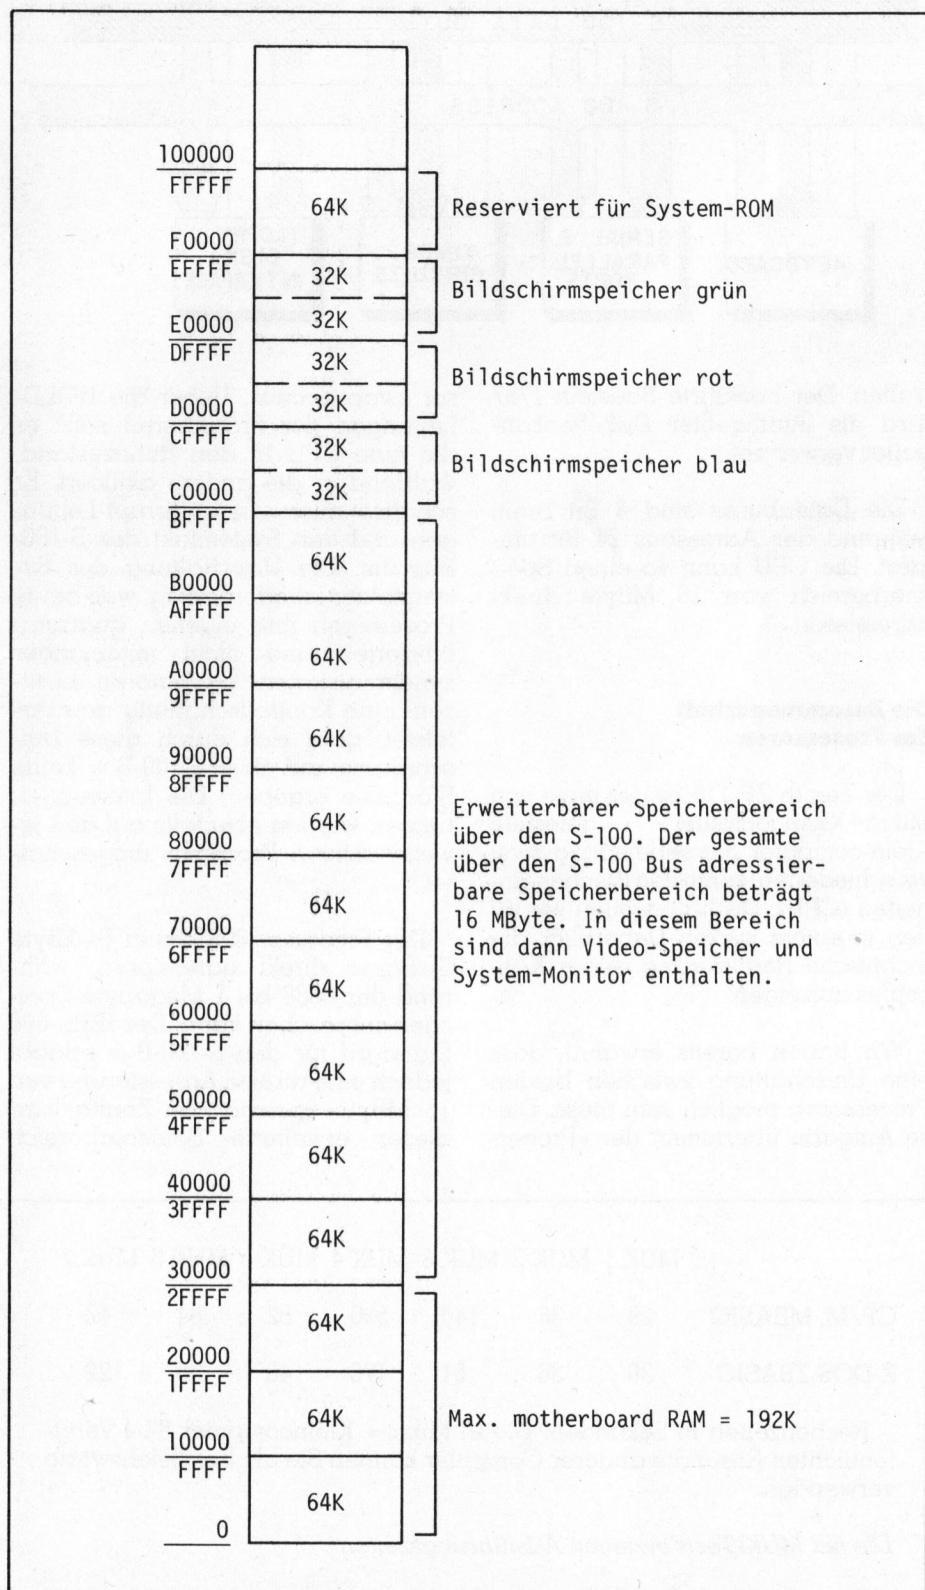 100000
FFFFF
64K
Reserviert für System-ROM
F0000
EFFFF
32K
Bildschirmspeicher grün
32K
E0000
DFFFF
32K
Bildschirmspeicher rot
32K
D0000
CFFFF
32K
Bildschirmspeicher blau
32K
C0000
BFFFF
64K
B0000
AFFFF
64K
A0000
9FFFF
64K
90000
8FFFF
64K
80000
7FFFF
64K
70000
6FFFF
64K
60000
5FFFF
64K
50000
4FFFF
64K
40000
3FFFF
64K
30000
2FFFF
Erweiterbarer Speicherbereich
über den S-100. Der gesamte
über den S-100 Bus adressier-
bare Speicherbereich beträgt
16 MByte. In diesem Bereich
sind dann Video-Speicher und
System-Monitor enthalten.
64K
20000
1FFFF
64K
Max. motherboard RAM = 192K
10000
FFFF
64K
0